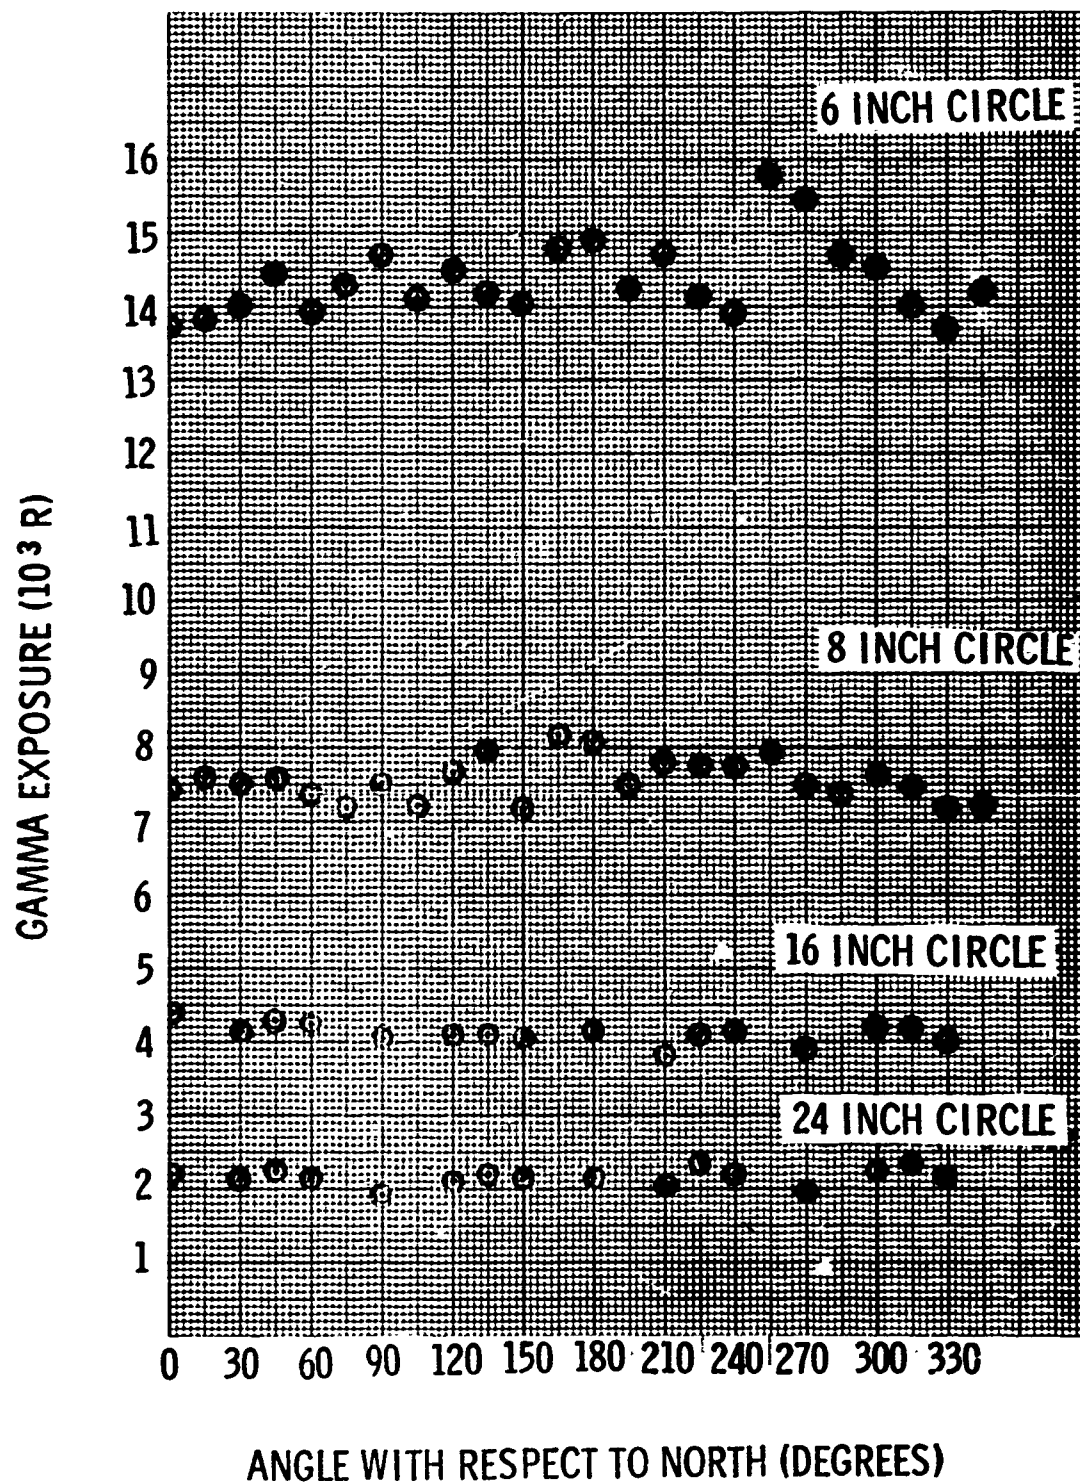 6 INCH CIRCLE
16
15
14
13
12
11
10
8 INCH CIRCLE
9
8
7
6
16 INCH CIRCLE
5
4
3
24 INCH CIRCLE
2
1
GAMMA EXPOSURE (10³ R)
0 30 60 90 120 150 180 210 240 270 300 330
ANGLE WITH RESPECT TO NORTH (DEGREES)